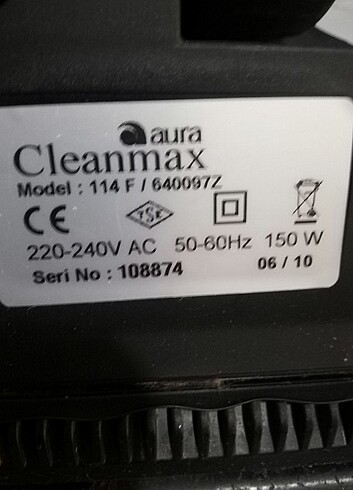 aura
Cleanmax
Model : 114 F / 640097Z
CE TSE
220-240V AC 50-60Hz 150 W
Seri No : 108874 06 / 10